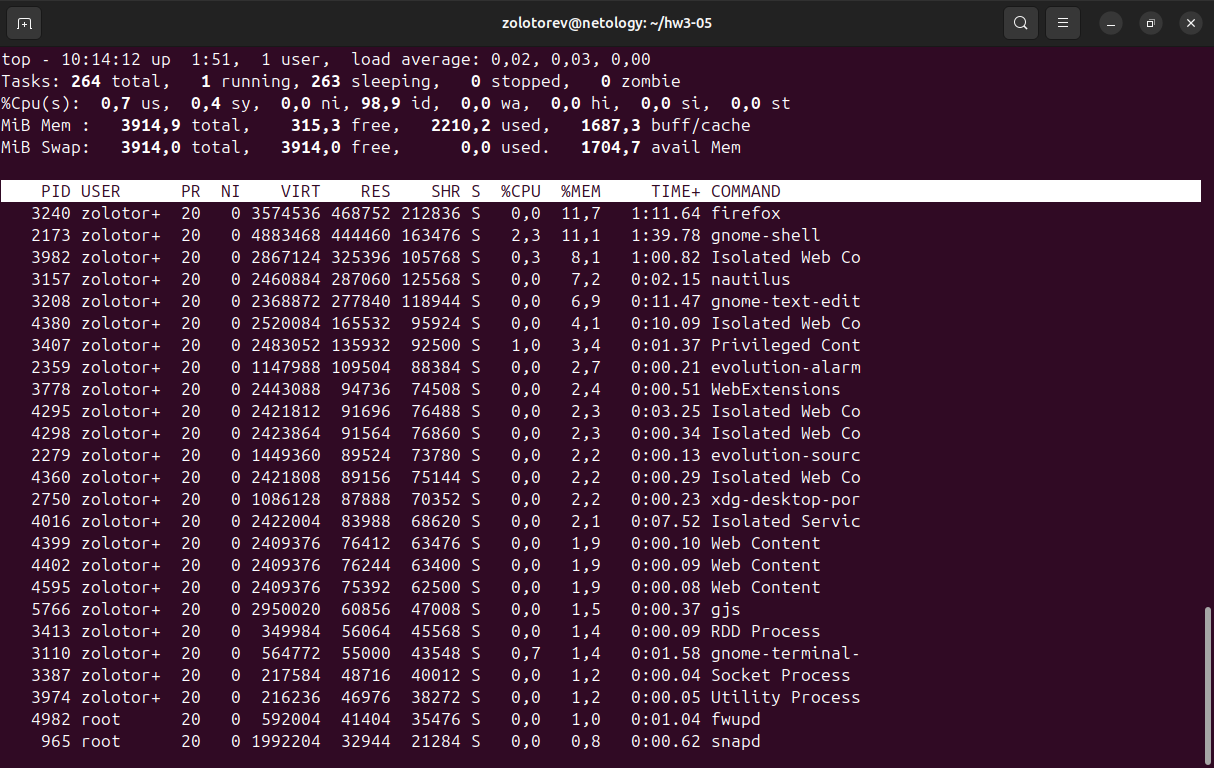 zolotorev@netology: ~/hw3-05
top - 10:14:12 up  1:51,  1 user,  load average: 0,02, 0,03, 0,00
Tasks: 264 total,   1 running, 263 sleeping,   0 stopped,   0 zombie
%Cpu(s):  0,7 us,  0,4 sy,  0,0 ni, 98,9 id,  0,0 wa,  0,0 hi,  0,0 si,  0,0 st
MiB Mem :   3914,9 total,    315,3 free,   2210,2 used,   1687,3 buff/cache
MiB Swap:   3914,0 total,   3914,0 free,      0,0 used.   1704,7 avail Mem
    PID USER      PR  NI    VIRT    RES    SHR S  %CPU  %MEM     TIME+ COMMAND
   3240 zolotor+  20   0 3574536 468752 212836 S   0,0  11,7   1:11.64 firefox
   2173 zolotor+  20   0 4883468 444460 163476 S   2,3  11,1   1:39.78 gnome-shell
   3982 zolotor+  20   0 2867124 325396 105768 S   0,3   8,1   1:00.82 Isolated Web Co
   3157 zolotor+  20   0 2460884 287060 125568 S   0,0   7,2   0:02.15 nautilus
   3208 zolotor+  20   0 2368872 277840 118944 S   0,0   6,9   0:11.47 gnome-text-edit
   4380 zolotor+  20   0 2520084 165532  95924 S   0,0   4,1   0:10.09 Isolated Web Co
   3407 zolotor+  20   0 2483052 135932  92500 S   1,0   3,4   0:01.37 Privileged Cont
   2359 zolotor+  20   0 1147988 109504  88384 S   0,0   2,7   0:00.21 evolution-alarm
   3778 zolotor+  20   0 2443088  94736  74508 S   0,0   2,4   0:00.51 WebExtensions
   4295 zolotor+  20   0 2421812  91696  76488 S   0,0   2,3   0:03.25 Isolated Web Co
   4298 zolotor+  20   0 2423864  91564  76860 S   0,0   2,3   0:00.34 Isolated Web Co
   2279 zolotor+  20   0 1449360  89524  73780 S   0,0   2,2   0:00.13 evolution-sourc
   4360 zolotor+  20   0 2421808  89156  75144 S   0,0   2,2   0:00.29 Isolated Web Co
   2750 zolotor+  20   0 1086128  87888  70352 S   0,0   2,2   0:00.23 xdg-desktop-por
   4016 zolotor+  20   0 2422004  83988  68620 S   0,0   2,1   0:07.52 Isolated Servic
   4399 zolotor+  20   0 2409376  76412  63476 S   0,0   1,9   0:00.10 Web Content
   4402 zolotor+  20   0 2409376  76244  63400 S   0,0   1,9   0:00.09 Web Content
   4595 zolotor+  20   0 2409376  75392  62500 S   0,0   1,9   0:00.08 Web Content
   5766 zolotor+  20   0 2950020  60856  47008 S   0,0   1,5   0:00.37 gjs
   3413 zolotor+  20   0  349984  56064  45568 S   0,0   1,4   0:00.09 RDD Process
   3110 zolotor+  20   0  564772  55000  43548 S   0,7   1,4   0:01.58 gnome-terminal-
   3387 zolotor+  20   0  217584  48716  40012 S   0,0   1,2   0:00.04 Socket Process
   3974 zolotor+  20   0  216236  46976  38272 S   0,0   1,2   0:00.05 Utility Process
   4982 root      20   0  592004  41404  35476 S   0,0   1,0   0:01.04 fwupd
    965 root      20   0 1992204  32944  21284 S   0,0   0,8   0:00.62 snapd